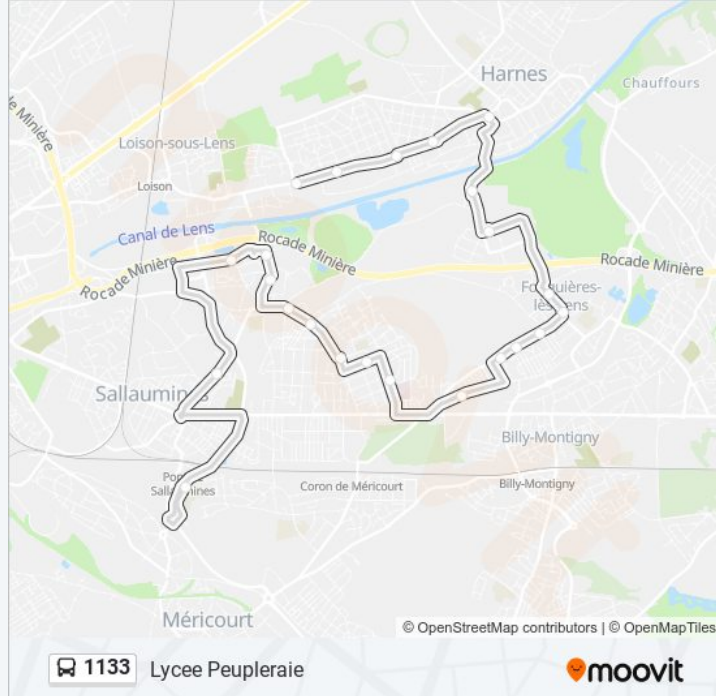 Harnes
Chauffours
de Minière
Loison-sous-Lens
Loison
Canal de Lens
Rocade Minière
Rocade Minière
Rocade Minière
Fouquières-
lès-Lens
Sallaumines
Billy-Montigny
Coron de Méricourt
Billy-Montigny
Méricourt
© OpenStreetMap contributors | © OpenMapTiles
1133 Lycee Peupleraie
moovit